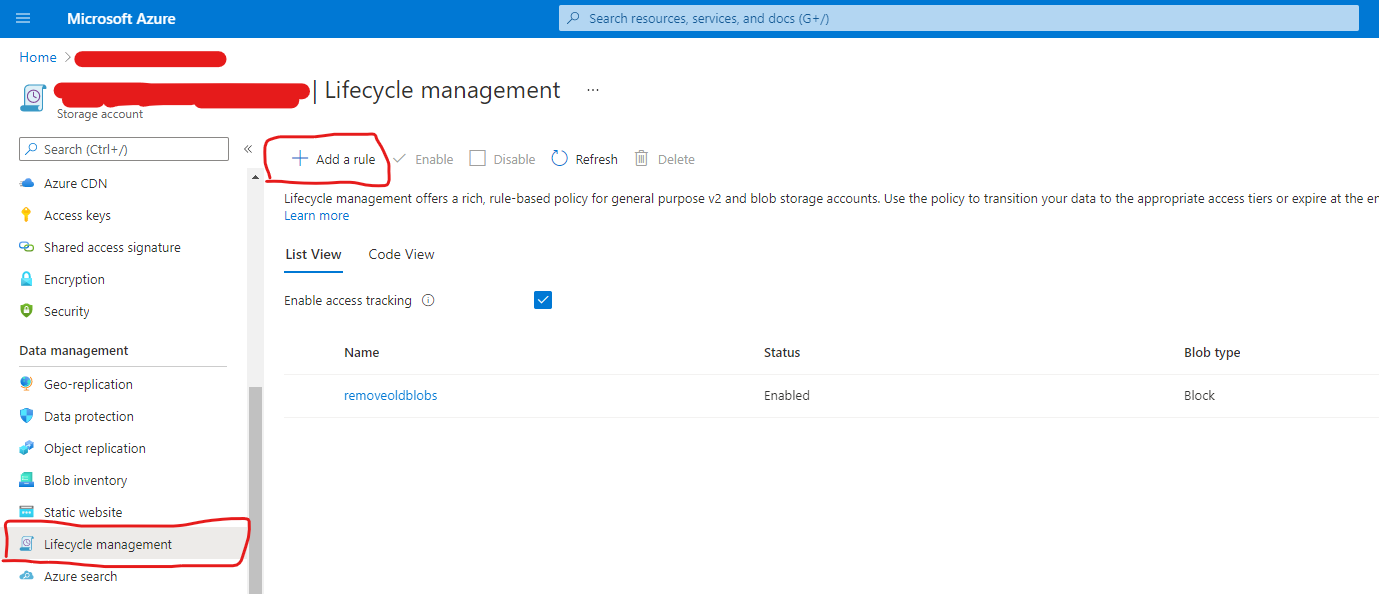 Microsoft Azure
Search resources, services, and docs (G+/)
Home >
| Lifecycle management ...
Storage account
Search (Ctrl+/)
«
Azure CDN
Access keys
Shared access signature
Encryption
Security
Data management
Geo-replication
Data protection
Object replication
Blob inventory
Static website
Lifecycle management
Azure search
+ Add a rule Enable Disable Refresh Delete
Lifecycle management offers a rich, rule-based policy for general purpose v2 and blob storage accounts. Use the policy to transition your data to the appropriate access tiers or expire at the
Learn more
List View Code View
Enable access tracking
Name Status Blob type
removeoldblobs Enabled Block